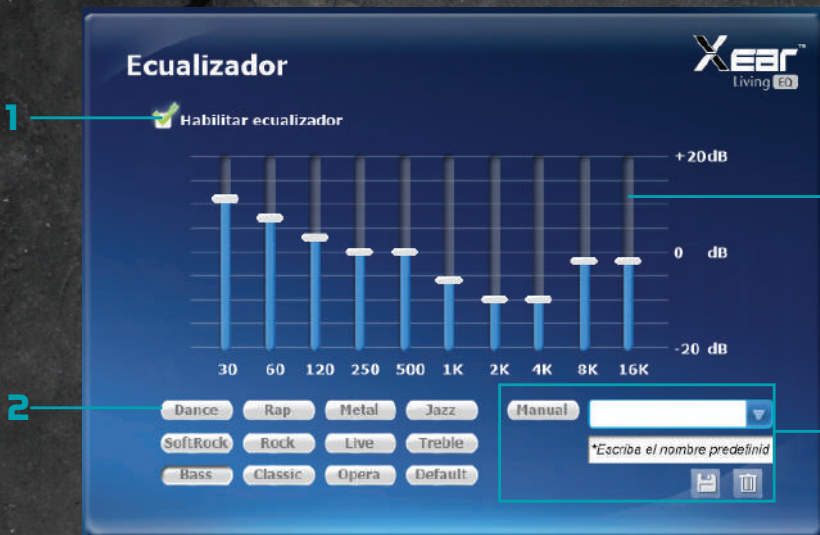 Ecualizador
Xear™
Living EQ
1
Habilitar ecualizador
+20dB
0 dB
-20 dB
30 60 120 250 500 1K 2K 4K 8K 16K
2
Dance Rap Metal Jazz
SoftRock Rock Live Treble
Bass Classic Opera Default
Manual
*Escriba el nombre predefinid